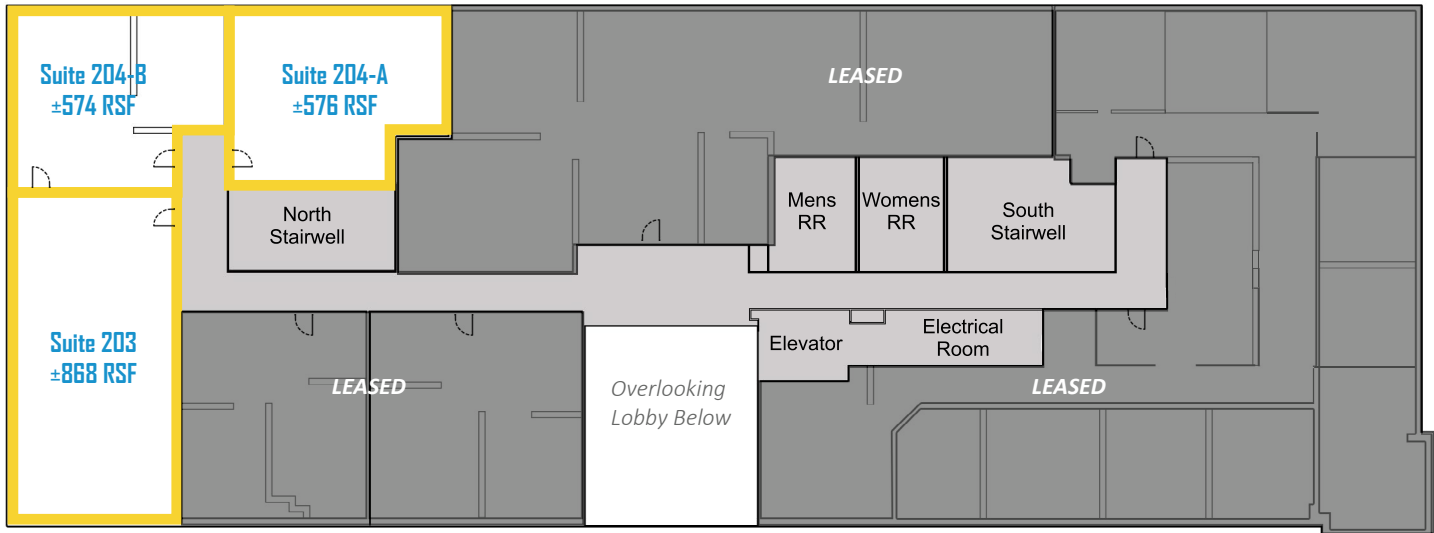 Suite 204-B
±574 RSF
Suite 204-A
±576 RSF
LEASED
North
Stairwell
Mens
RR
Womens
RR
South
Stairwell
Suite 203
±868 RSF
LEASED
Overlooking
Lobby Below
Elevator
Electrical
Room
LEASED